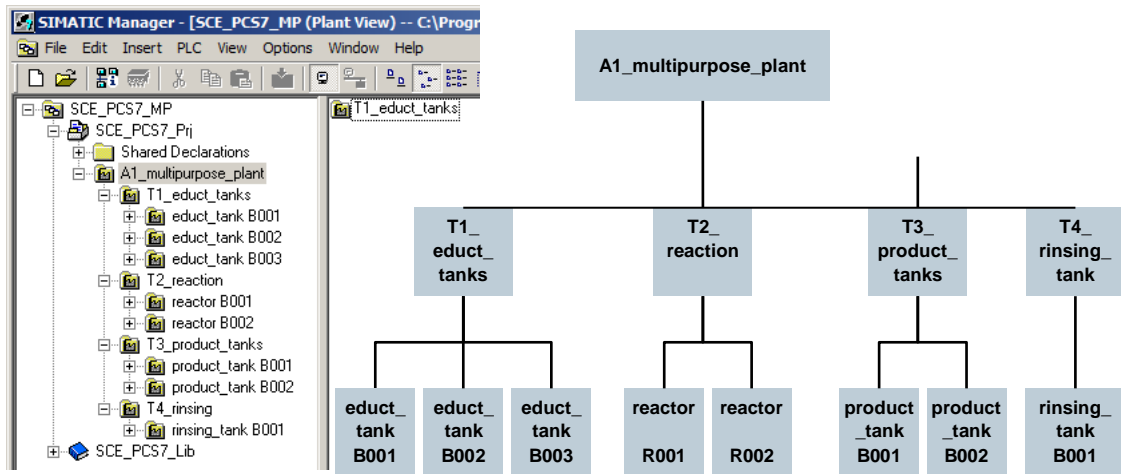 SIMATIC Manager - [SCE_PCS7_MP (Plant View) -- C:\Progr
File Edit Insert PLC View Options Window Help
SCE_PCS7_MP
SCE_PCS7_Prj
Shared Declarations
A1_multipurpose_plant
T1_educt_tanks
educt_tank B001
educt_tank B002
educt_tank B003
T2_reaction
reactor B001
reactor B002
T3_product_tanks
product_tank B001
product_tank B002
T4_rinsing
rinsing_tank B001
SCE_PCS7_Lib
T1_educt_tanks
A1_multipurpose_plant
T1_
educt_
tanks
T2_
reaction
T3_
product_
tanks
T4_
rinsing_
tank
educt_
tank
B001
educt_
tank
B002
educt_
tank
B003
reactor
R001
reactor
R002
product
_tank
B001
product
_tank
B002
rinsing_
tank
B001